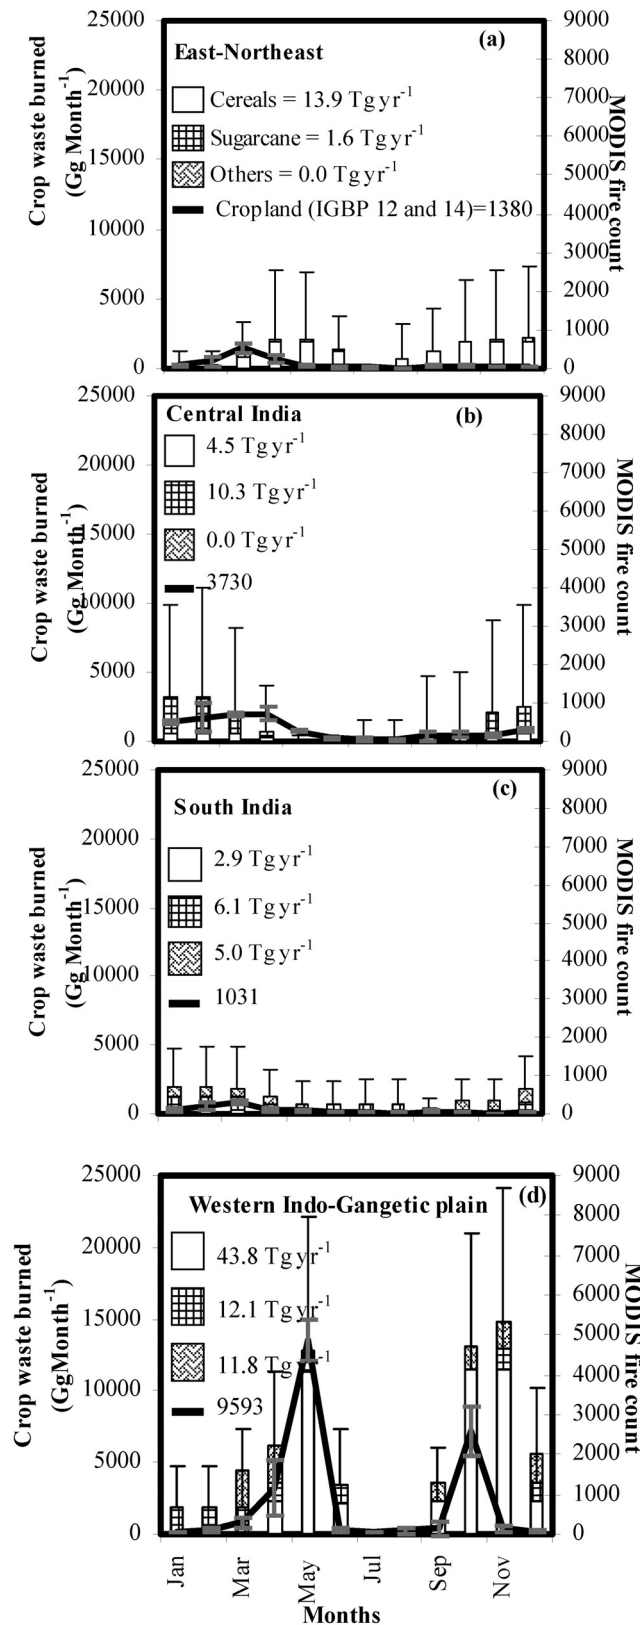 (a)
East-Northeast
Cereals = 13.9 Tg yr-1
Sugarcane = 1.6 Tg yr-1
Others = 0.0 Tg yr-1
Cropland (IGBP 12 and 14)=1380
25000
20000
15000
10000
5000
0
Crop waste burned
(Gg Month-1)
9000
8000
7000
6000
5000
4000
3000
2000
1000
0
MODIS fire count
(b)
Central India
4.5 Tg yr-1
10.3 Tg yr-1
0.0 Tg yr-1
3730
25000
20000
15000
10000
5000
0
Crop waste burned
(Gg Month-1)
9000
8000
7000
6000
5000
4000
3000
2000
1000
0
MODIS fire count
(c)
South India
2.9 Tg yr-1
6.1 Tg yr-1
5.0 Tg yr-1
1031
25000
20000
15000
10000
5000
0
Crop waste burned
(Gg Month-1)
9000
8000
7000
6000
5000
4000
3000
2000
1000
0
MODIS fire count
(d)
Western Indo-Gangetic plain
43.8 Tg yr-1
12.1 Tg yr-1
11.8 Tg yr-1
9593
25000
20000
15000
10000
5000
0
Crop waste burned
(GgMonth-1)
9000
8000
7000
6000
5000
4000
3000
2000
1000
0
MODIS fire count
Jan
Mar
May
Jul
Sep
Nov
Months